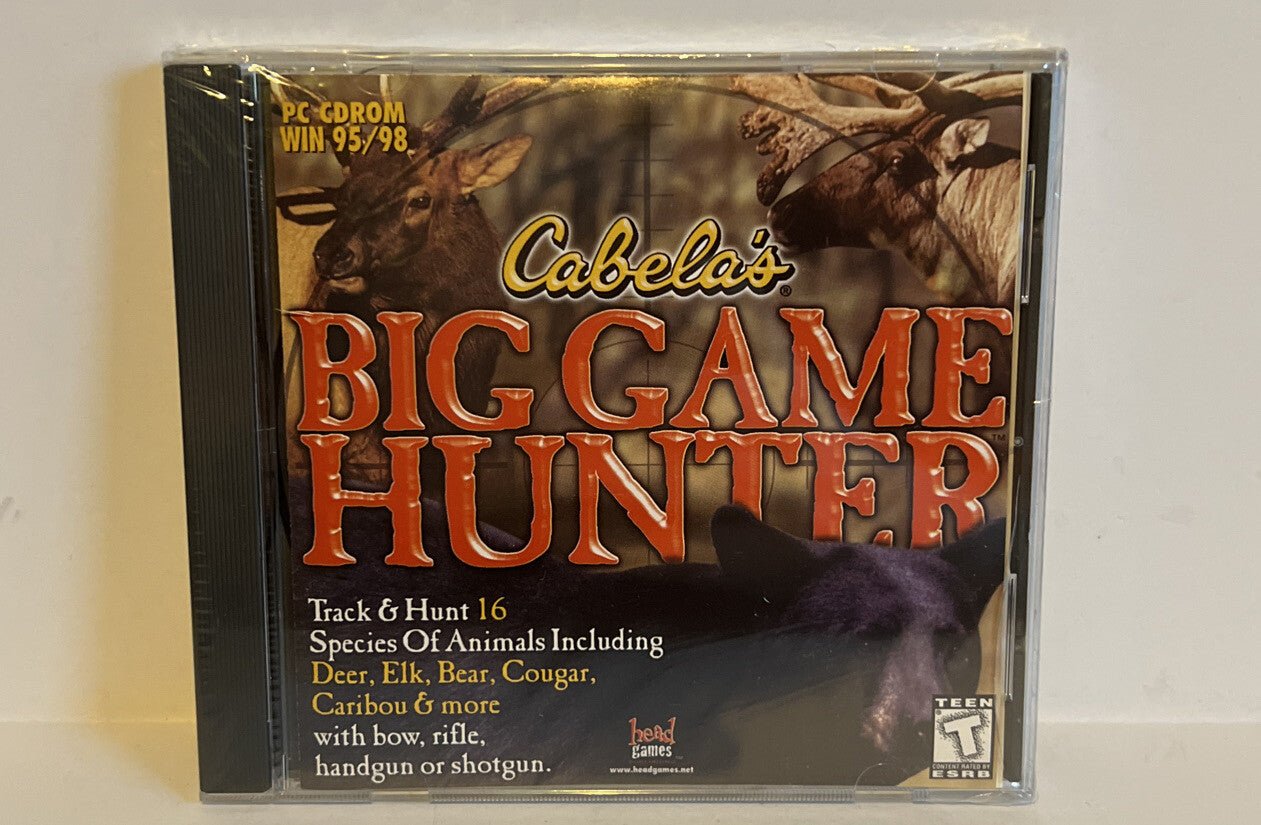 PC CDROM
WIN 95/98
Cabela's®
BIG GAME
HUNTER™
Track & Hunt 16
Species Of Animals Including
Deer, Elk, Bear, Cougar,
Caribou & more
with bow, rifle,
handgun or shotgun.
head
games
www.headgames.net
TEEN
T
CONTENT RATED BY
ESRB